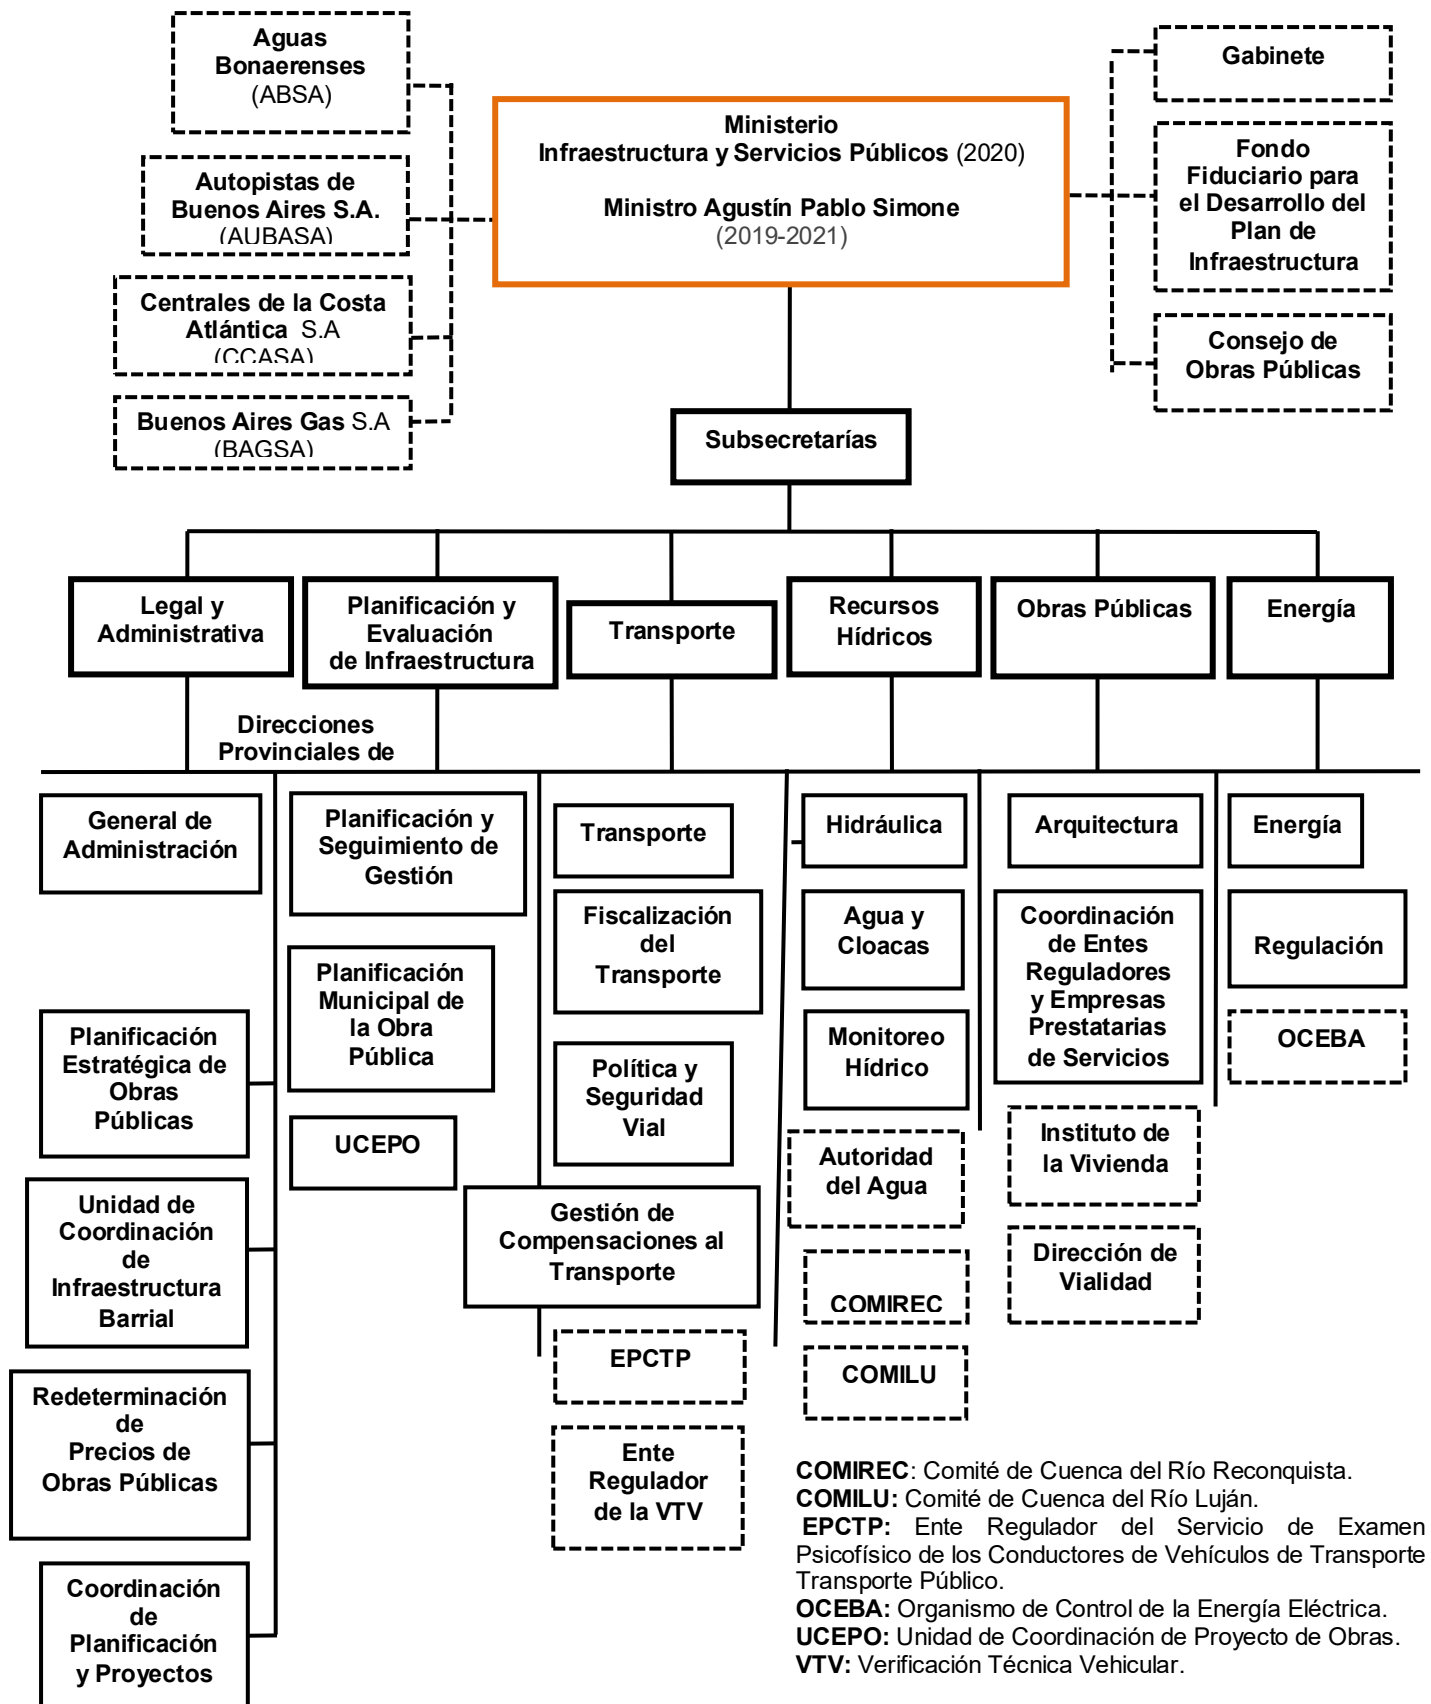 Aguas
Bonaerenses
(ABSA)
Autopistas de
Buenos Aires S.A.
(AUBASA)
Centrales de la Costa
Atlántica S.A
(CCASA)
Buenos Aires Gas S.A
(BAGSA)
Ministerio
Infraestructura y Servicios Públicos (2020)
Ministro Agustín Pablo Simone
(2019-2021)
Gabinete
Fondo
Fiduciario para
el Desarrollo del
Plan de
Infraestructura
Consejo de
Obras Públicas
Subsecretarías
Legal y
Administrativa
Planificación y
Evaluación
de Infraestructura
Transporte
Recursos
Hídricos
Obras Públicas
Energía
Direcciones
Provinciales de
General de
Administración
Planificación
Estratégica de
Obras
Públicas
Unidad de
Coordinación
de
Infraestructura
Barrial
Redeterminación
de
Precios de
Obras Públicas
Coordinación
de
Planificación
y Proyectos
Planificación y
Seguimiento de
Gestión
Planificación
Municipal de
la Obra
Pública
UCEPO
Transporte
Fiscalización
del
Transporte
Política y
Seguridad
Vial
Gestión de
Compensaciones al
Transporte
EPCTP
Ente
Regulador
de la VTV
Hidráulica
Agua y
Cloacas
Monitoreo
Hídrico
Autoridad
del Agua
COMIREC
COMILU
Arquitectura
Coordinación
de Entes
Reguladores
y Empresas
Prestatarias
de Servicios
Instituto de
la Vivienda
Dirección de
Vialidad
Energía
Regulación
OCEBA
COMIREC: Comité de Cuenca del Río Reconquista.
COMILU: Comité de Cuenca del Río Luján.
EPCTP: Ente Regulador del Servicio de Examen
Psicofísico de los Conductores de Vehículos de Transporte
Transporte Público.
OCEBA: Organismo de Control de la Energía Eléctrica.
UCEPO: Unidad de Coordinación de Proyecto de Obras.
VTV: Verificación Técnica Vehicular.